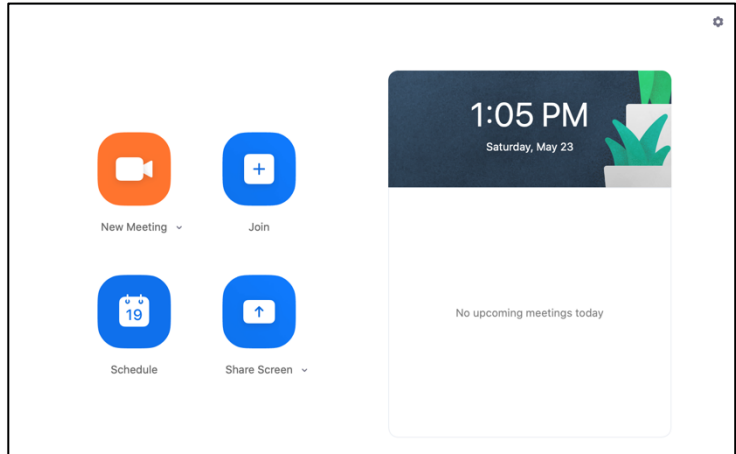 1:05 PM
Saturday, May 23
New Meeting
Join
19
Schedule
Share Screen
No upcoming meetings today